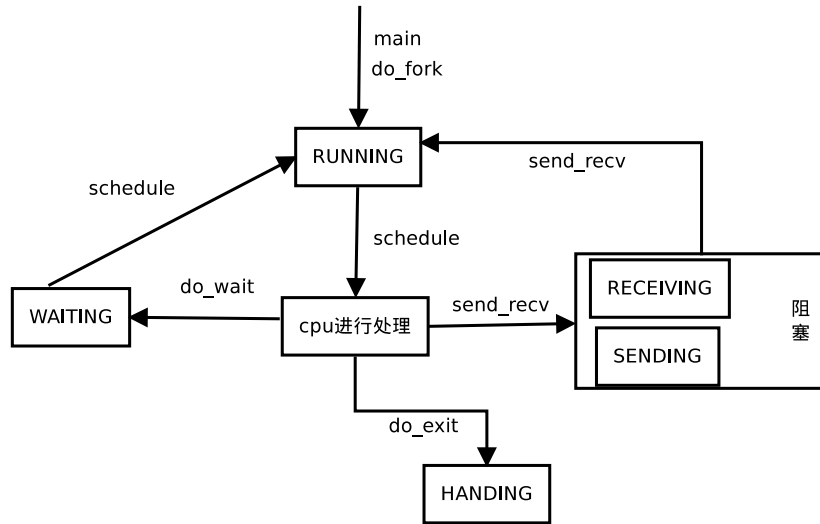 main
do_fork
RUNNING
send_recv
schedule
schedule
RECEIVING
阻
塞
do_wait
WAITING
cpu进行处理
send_recv
SENDING
do_exit
HANDING